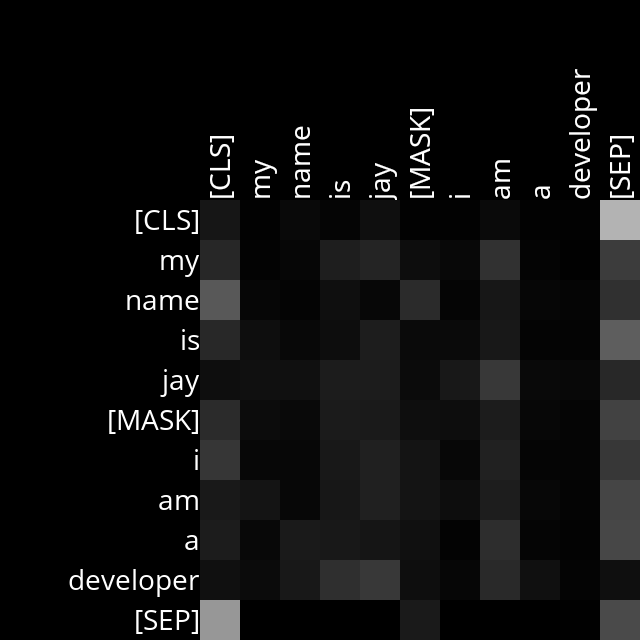 [CLS]
my
name
is
jay
[MASK]
i
am
a
developer
[SEP]
[CLS]
my
name
is
jay
[MASK]
i
am
a
developer
[SEP]